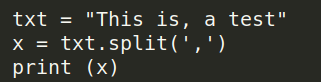 txt = "This is, a test"
x = txt.split(',')
print (x)